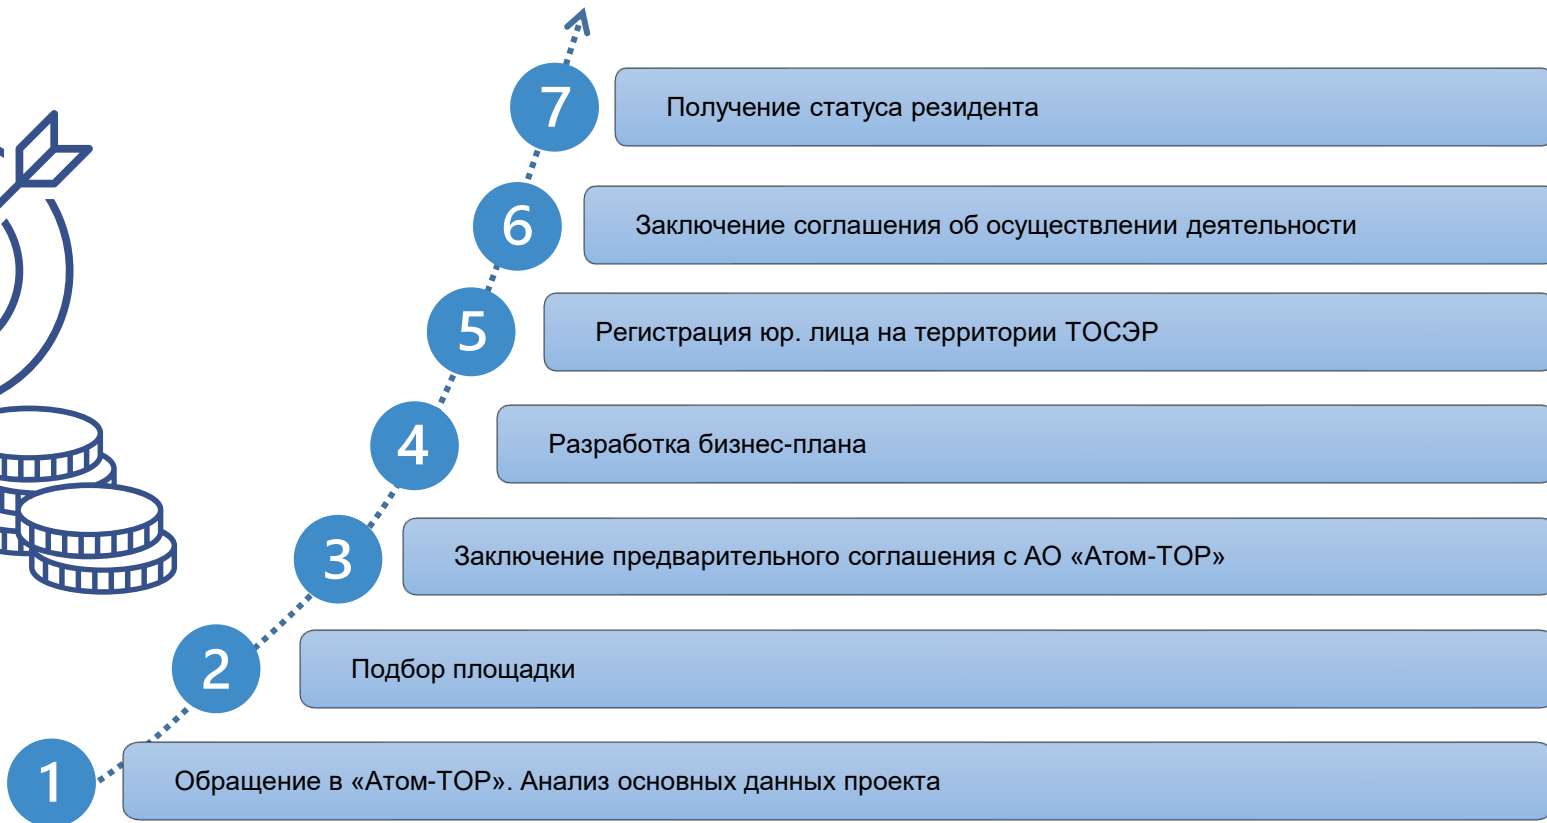 7
Получение статуса резидента
6
Заключение соглашения об осуществлении деятельности
5
Регистрация юр. лица на территории ТОСЭР
4
Разработка бизнес-плана
3
Заключение предварительного соглашения с АО «Атом-ТОР»
2
Подбор площадки
1
Обращение в «Атом-ТОР». Анализ основных данных проекта